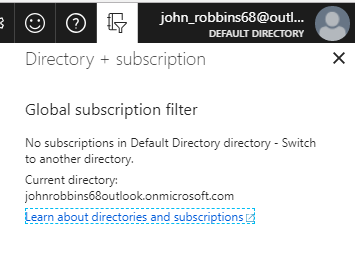 john_robbins68@outl...
DEFAULT DIRECTORY
Directory + subscription
Global subscription filter
No subscriptions in Default Directory directory - Switch
to another directory.
Current directory:
johnrobbins68outlook.onmicrosoft.com
Learn about directories and subscriptions